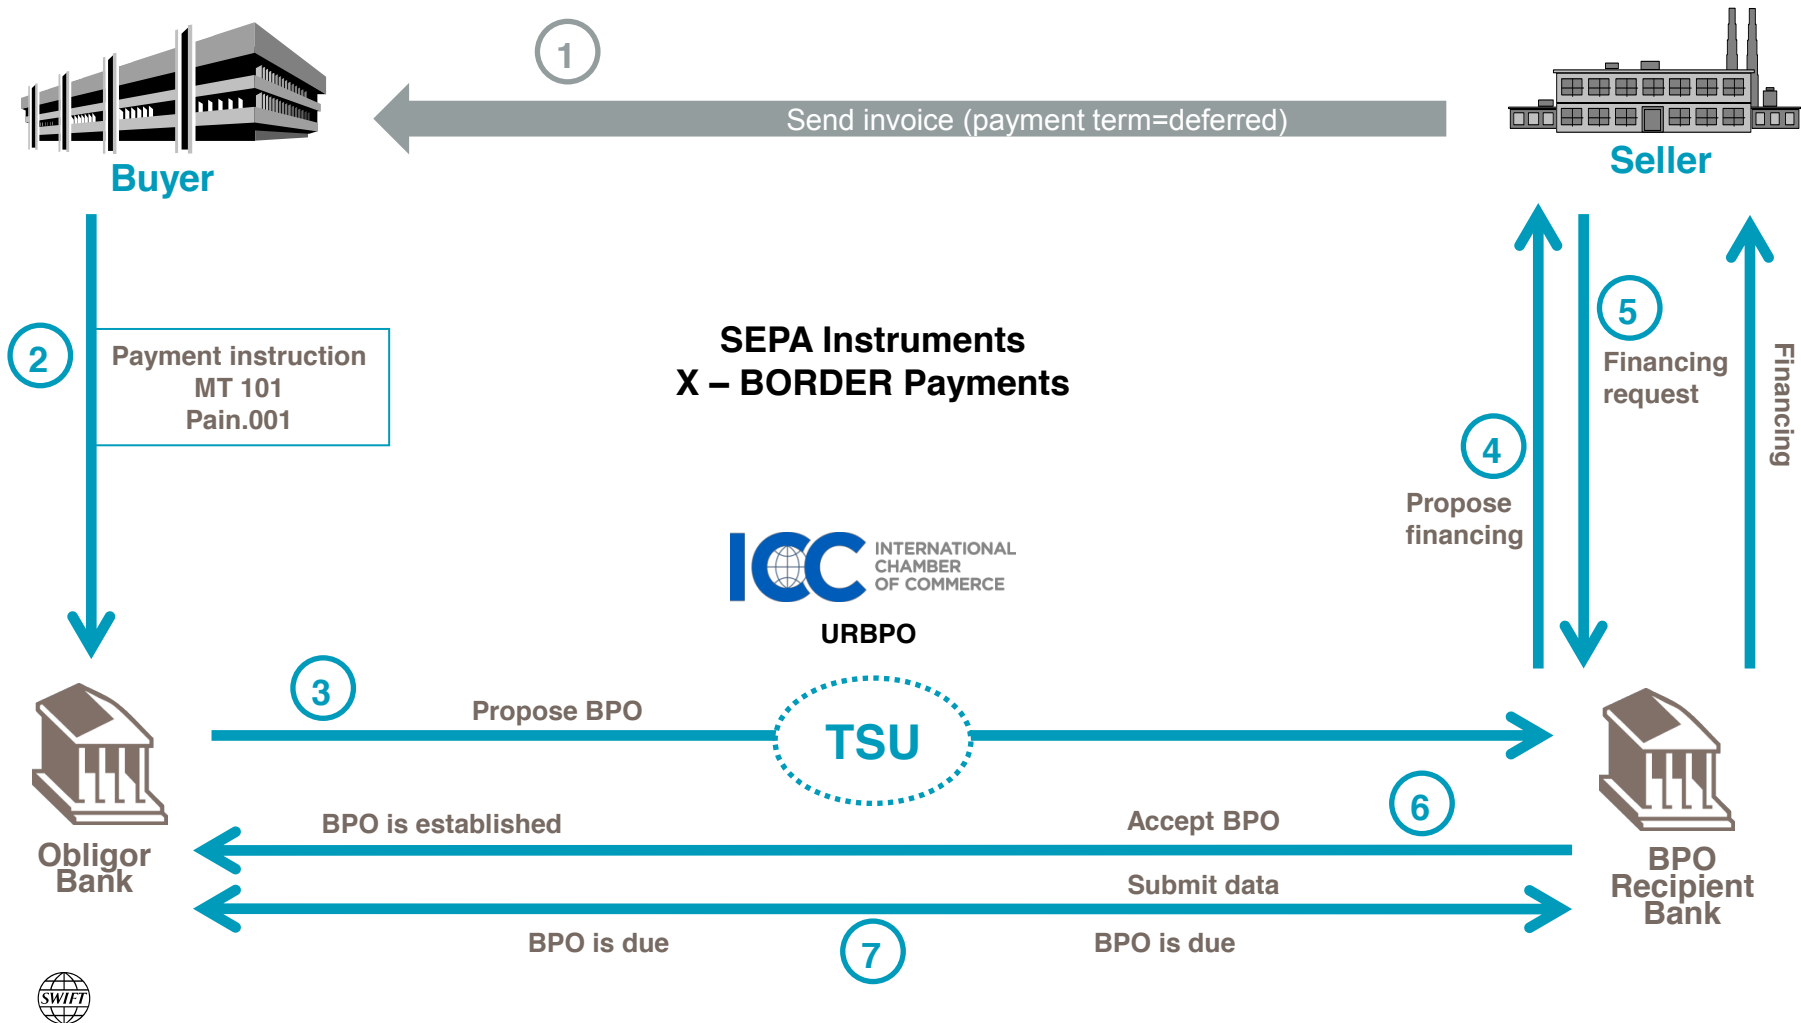 1
Send invoice (payment term=deferred)
Buyer
Seller
2
Payment instruction
MT 101
Pain.001
SEPA Instruments
X – BORDER Payments
5
Financing
request
Financing
4
Propose
financing
ICC
INTERNATIONAL
CHAMBER
OF COMMERCE
URBPO
3
Propose BPO
TSU
6
BPO is established
Accept BPO
Obligor
Bank
BPO
Recipient
Bank
Submit data
BPO is due
7
BPO is due
SWIFT